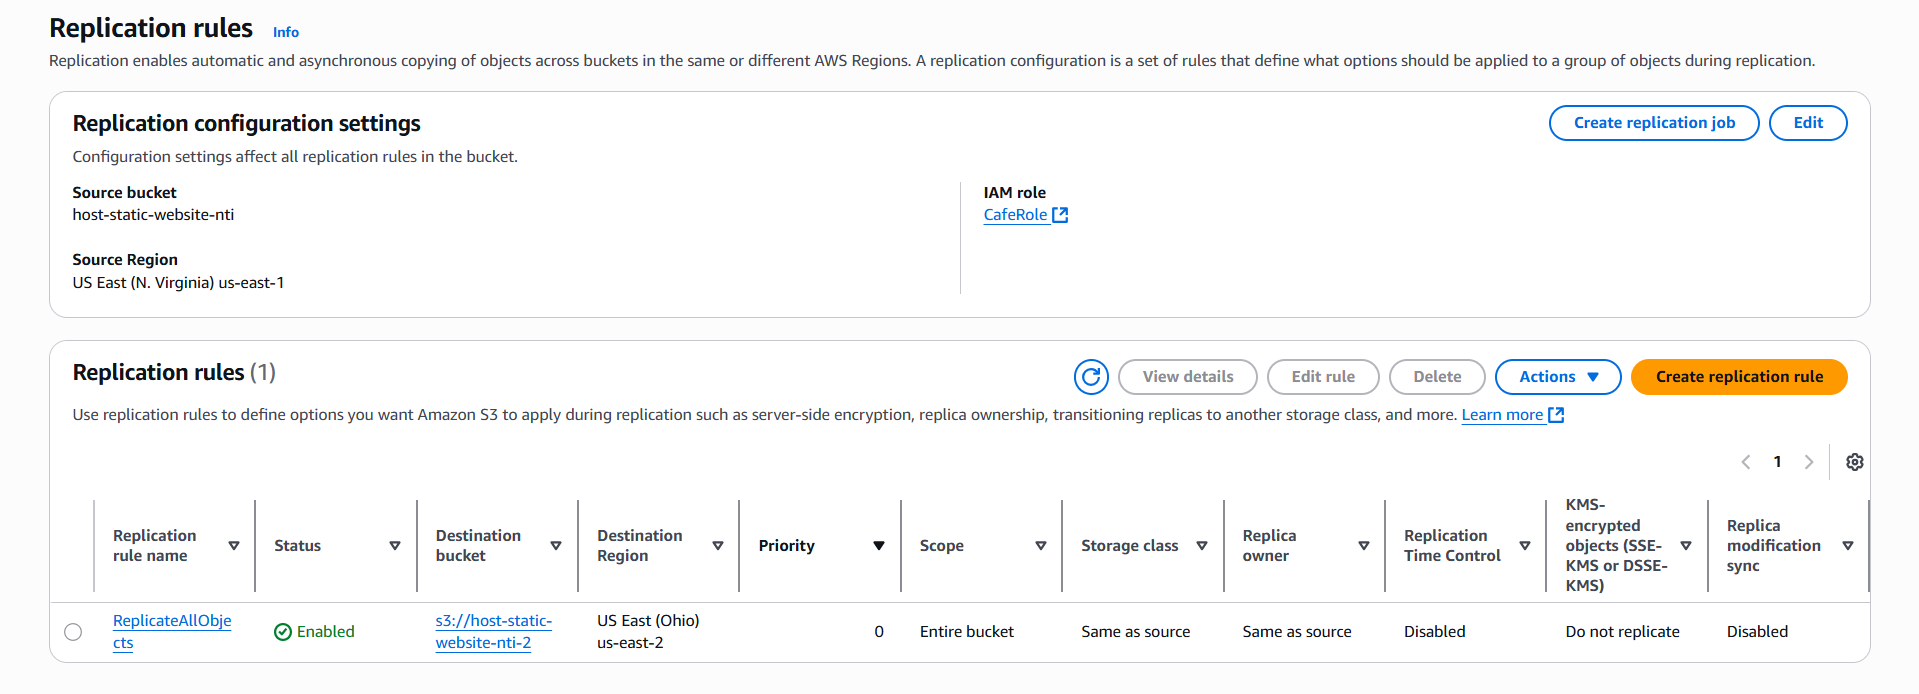 Replication rules Info
Replication enables automatic and asynchronous copying of objects across buckets in the same or different AWS Regions. A replication configuration is a set of rules that define what options should be applied to a group of objects during replication.
Replication configuration settings
Create replication job
Edit
Configuration settings affect all replication rules in the bucket.
Source bucket
host-static-website-nti
Source Region
US East (N. Virginia) us-east-1
IAM role
CafeRole
Replication rules (1)
View details
Edit rule
Delete
Actions
Create replication rule
Use replication rules to define options you want Amazon S3 to apply during replication such as server-side encryption, replica ownership, transitioning replicas to another storage class, and more. Learn more
1
Replication
rule name
Status
Destination
bucket
Destination
Region
Priority
Scope
Storage class
Replica
owner
Replication
Time Control
KMS-
encrypted
objects (SSE-
KMS or DSSE-
KMS)
Replica
modification
sync
ReplicateAllObje
cts
Enabled
s3://host-static-
website-nti-2
US East (Ohio)
us-east-2
0
Entire bucket
Same as source
Same as source
Disabled
Do not replicate
Disabled